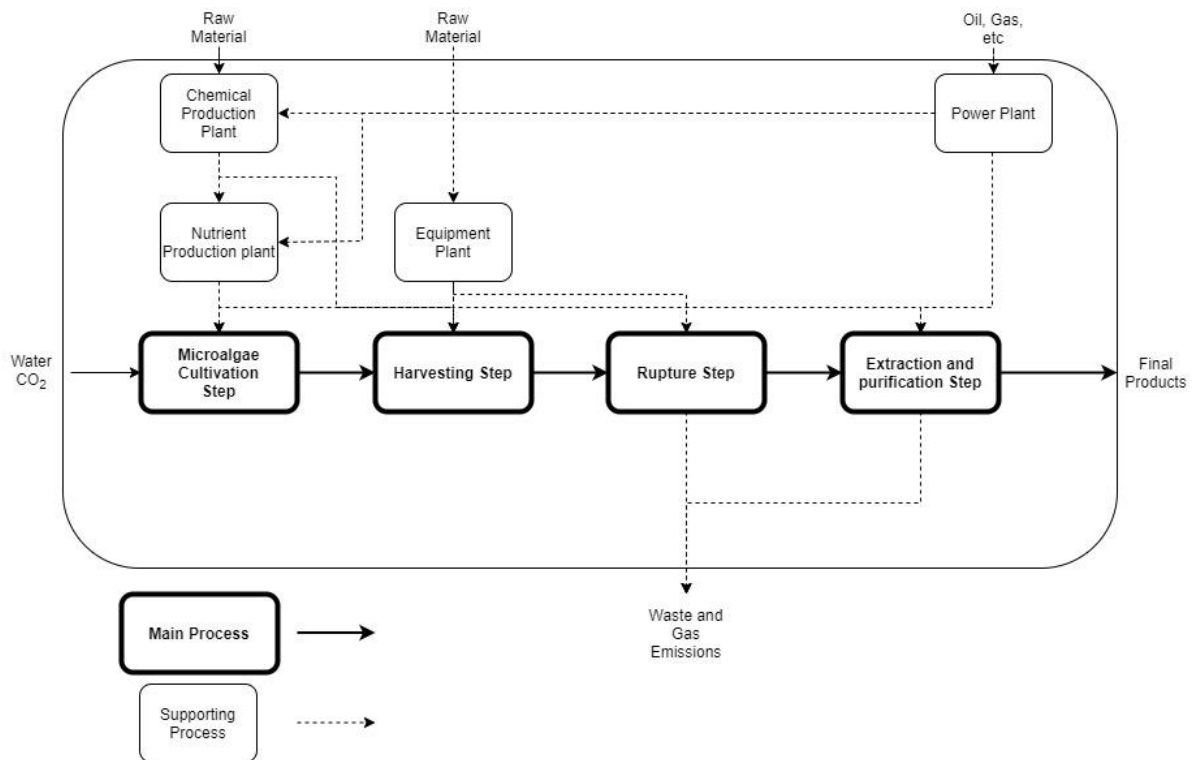 Raw
Material
Raw
Material
Oil, Gas,
etc
Chemical
Production
Plant
Power Plant
Nutrient
Production plant
Equipment
Plant
Water
CO₂
Microalgae
Cultivation
Step
Harvesting Step
Rupture Step
Extraction and
purification Step
Final
Products
Waste and
Gas
Emissions
Main Process
Supporting
Process